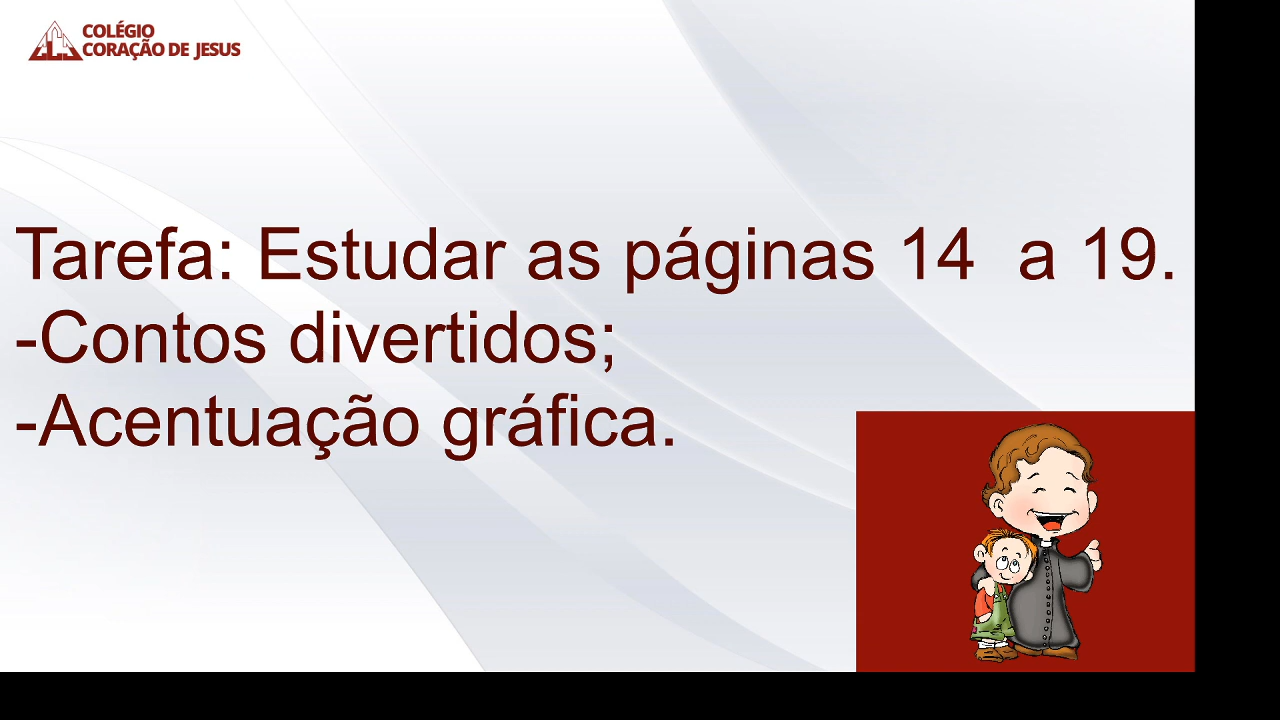 COLÉGIO
CORAÇÃO DE JESUS
Tarefa: Estudar as páginas 14 a 19.
-Contos divertidos;
-Acentuação gráfica.